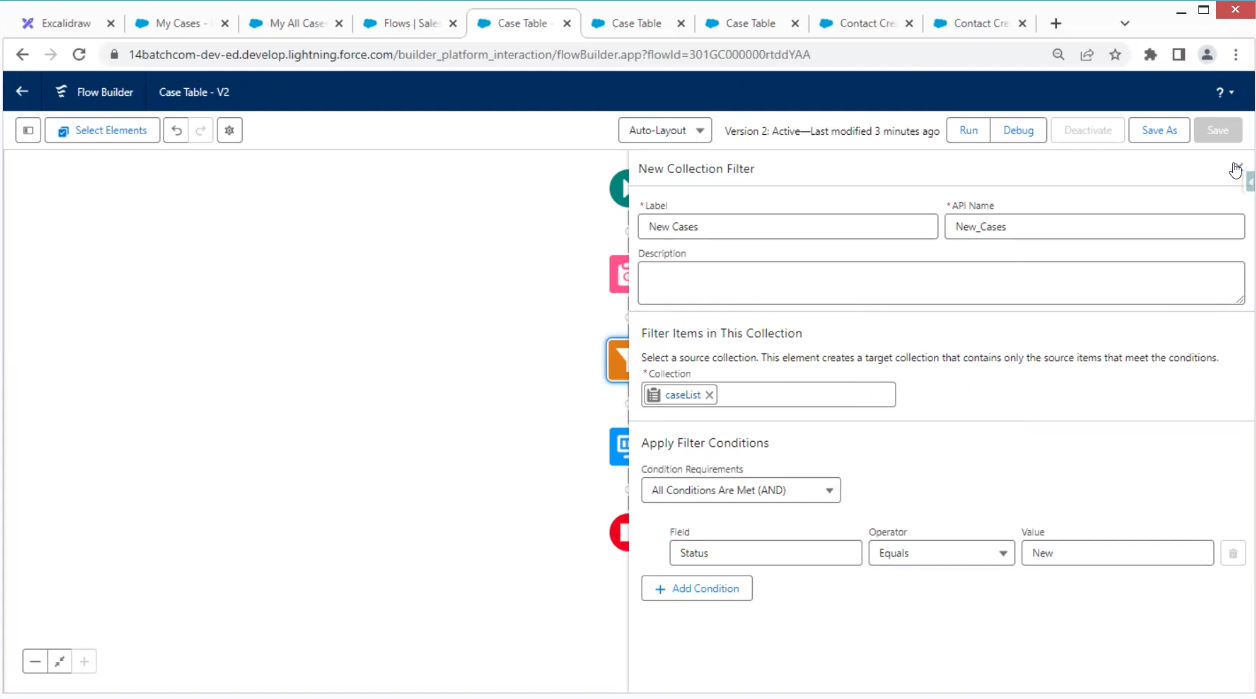 Excalidraw
My Cases -
My All Case
Flows | Sale
Case Table -
Case Table
Case Table
Contact Cre
Contact Cre
14batchcom-dev-ed.develop.lightning.force.com/builder_platform_interaction/flowBuilder.app?flowId=301GC000000rtddYAA
Flow Builder
Case Table - V2
?
Select Elements
Auto-Layout
Version 2: Active—Last modified 3 minutes ago
Run
Debug
Deactivate
Save As
Save
New Collection Filter
* Label
* API Name
New Cases
New_Cases
Description
Filter Items in This Collection
Select a source collection. This element creates a target collection that contains only the source items that meet the conditions.
* Collection
caseList
Apply Filter Conditions
Condition Requirements
All Conditions Are Met (AND)
Field
Operator
Value
Status
Equals
New
+ Add Condition